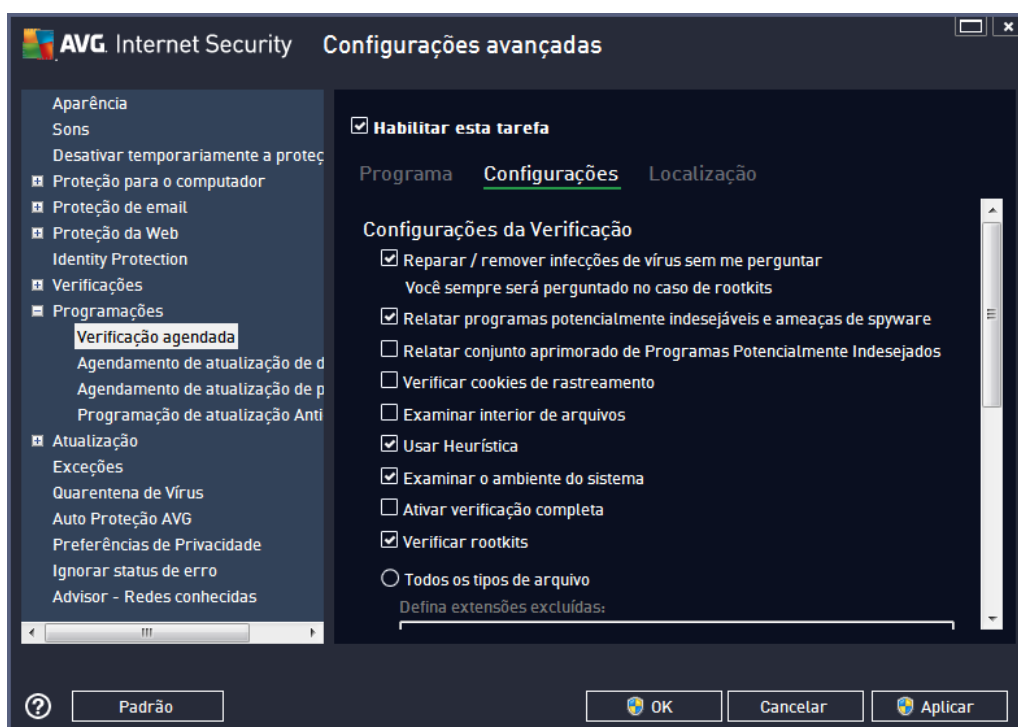 AVG. Internet Security Configurações avançadas
Aparência
Sons
Desativar temporariamente a proteç
Proteção para o computador
Proteção de email
Proteção da Web
Identity Protection
Verificações
Programações
Verificação agendada
Agendamento de atualização de d
Agendamento de atualização de p
Programação de atualização Anti
Atualização
Exceções
Quarentena de Vírus
Auto Proteção AVG
Preferências de Privacidade
Ignorar status de erro
Advisor - Redes conhecidas
Habilitar esta tarefa
Programa Configurações Localização
Configurações da Verificação
Reparar / remover infecções de vírus sem me perguntar
Você sempre será perguntado no caso de rootkits
Relatar programas potencialmente indesejáveis e ameaças de spyware
Relatar conjunto aprimorado de Programas Potencialmente Indesejados
Verificar cookies de rastreamento
Examinar interior de arquivos
Usar Heurística
Examinar o ambiente do sistema
Ativar verificação completa
Verificar rootkits
Todos os tipos de arquivo
Defina extensões excluídas:
Padrão OK Cancelar Aplicar